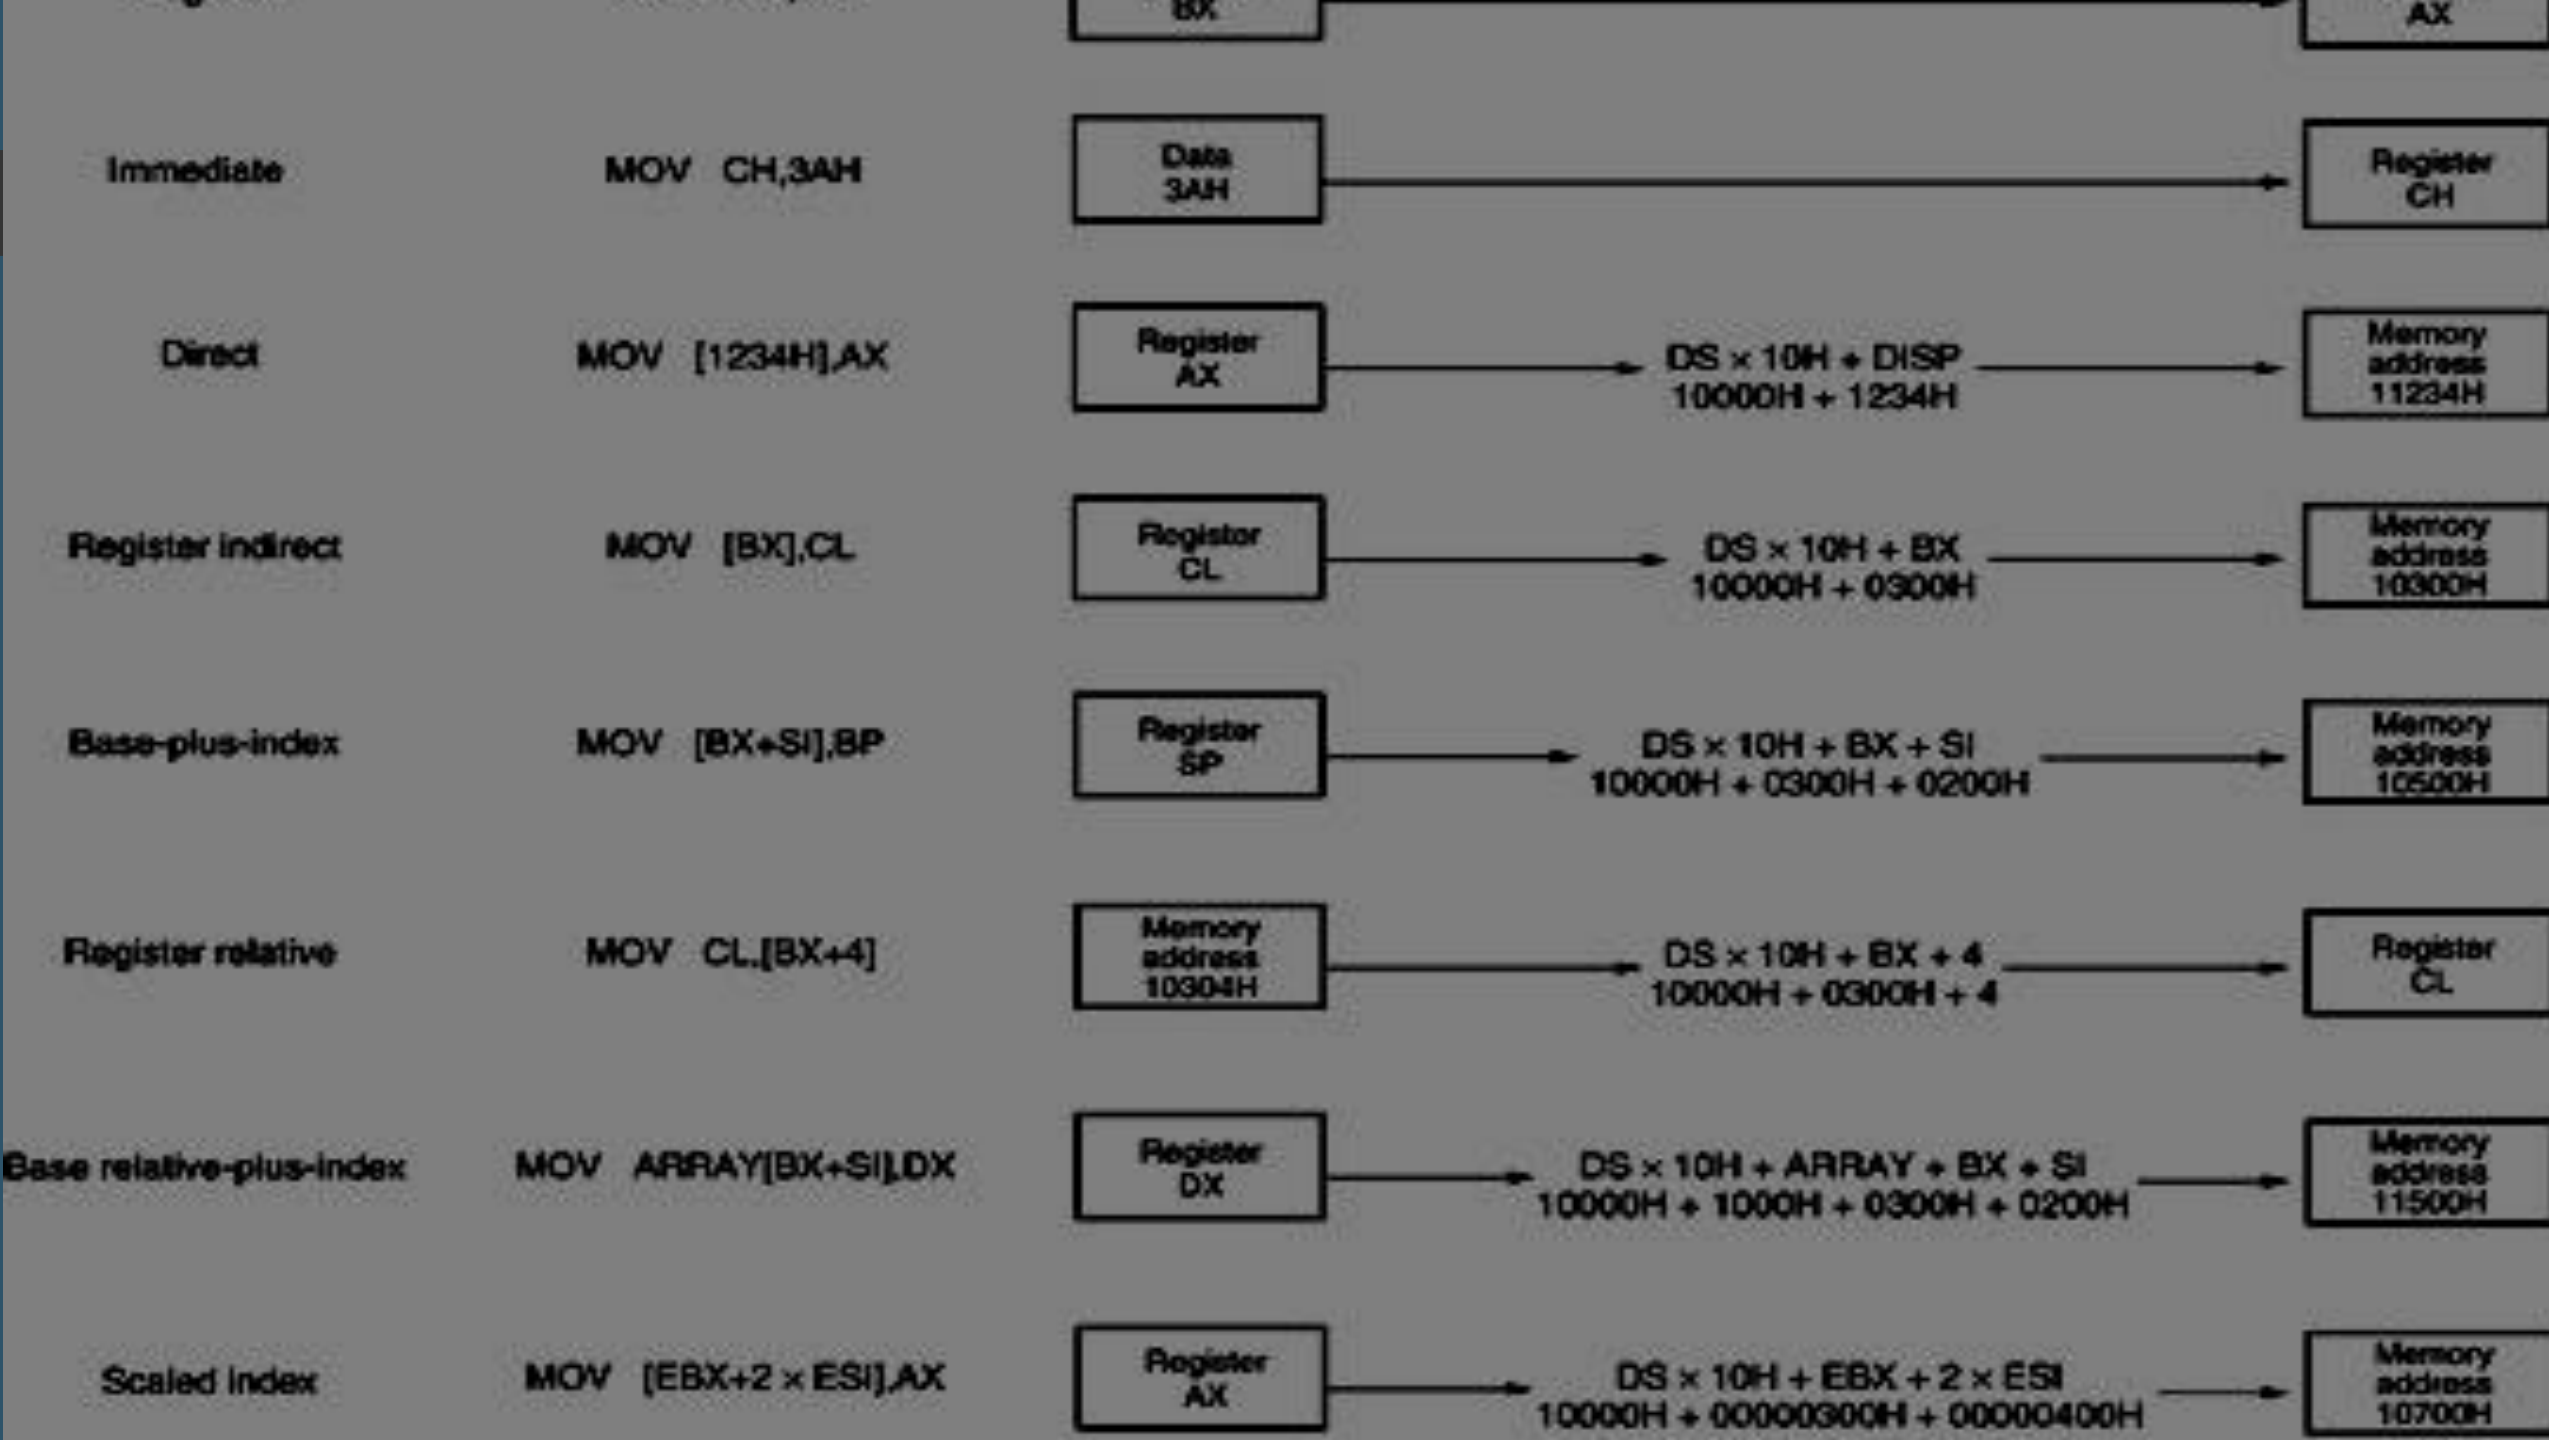 BX
AX
Immediate MOV CH,3AH Data
3AH Register
CH
Direct MOV [1234H],AX Register
AX DS × 10H + DISP
10000H + 1234H Memory
address
11234H
Register indirect MOV [BX],CL Register
CL DS × 10H + BX
10000H + 0300H Memory
address
10300H
Base-plus-index MOV [BX+SI],BP Register
SP DS × 10H + BX + SI
10000H + 0300H + 0200H Memory
address
10500H
Register relative MOV CL,[BX+4] Memory
address
10304H DS × 10H + BX + 4
10000H + 0300H + 4 Register
CL
Base relative-plus-index MOV ARRAY[BX+SI],DX Register
DX DS × 10H + ARRAY + BX + SI
10000H + 1000H + 0300H + 0200H Memory
address
11500H
Scaled index MOV [EBX+2 × ESI],AX Register
AX DS × 10H + EBX + 2 × ESI
10000H + 00000300H + 00000400H Memory
address
10700H